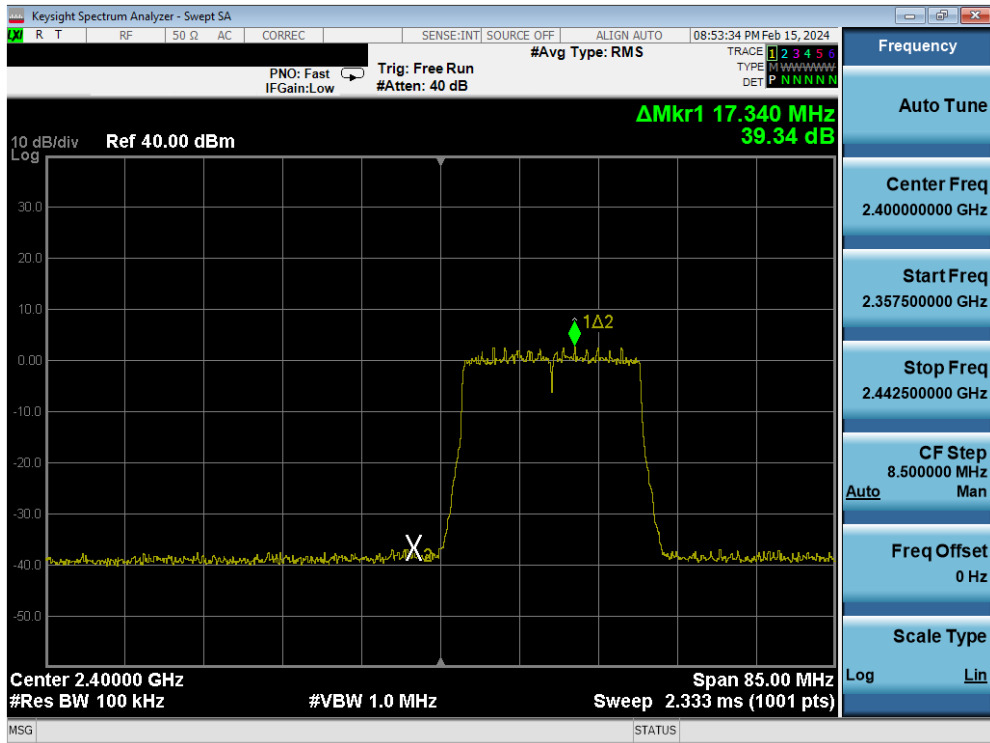 Keysight Spectrum Analyzer - Swept SA
LXI R T RF 50 Ω AC CORREC SENSE:INT SOURCE OFF ALIGN AUTO 08:53:34 PM Feb 15, 2024
#Avg Type: RMS
TRACE 1 2 3 4 5 6
TYPE M WWWWW
DET P N N N N N
PNO: Fast
IFGain:Low
Trig: Free Run
#Atten: 40 dB
ΔMkr1 17.340 MHz
39.34 dB
10 dB/div Ref 40.00 dBm
Log
30.0
20.0
10.0
0.00
-10.0
-20.0
-30.0
-40.0
-50.0
1Δ2
X2
Center 2.40000 GHz
Span 85.00 MHz
#Res BW 100 kHz
#VBW 1.0 MHz
Sweep 2.333 ms (1001 pts)
MSG
STATUS
Frequency
Auto Tune
Center Freq
2.400000000 GHz
Start Freq
2.357500000 GHz
Stop Freq
2.442500000 GHz
CF Step
8.500000 MHz
Auto Man
Freq Offset
0 Hz
Scale Type
Log Lin